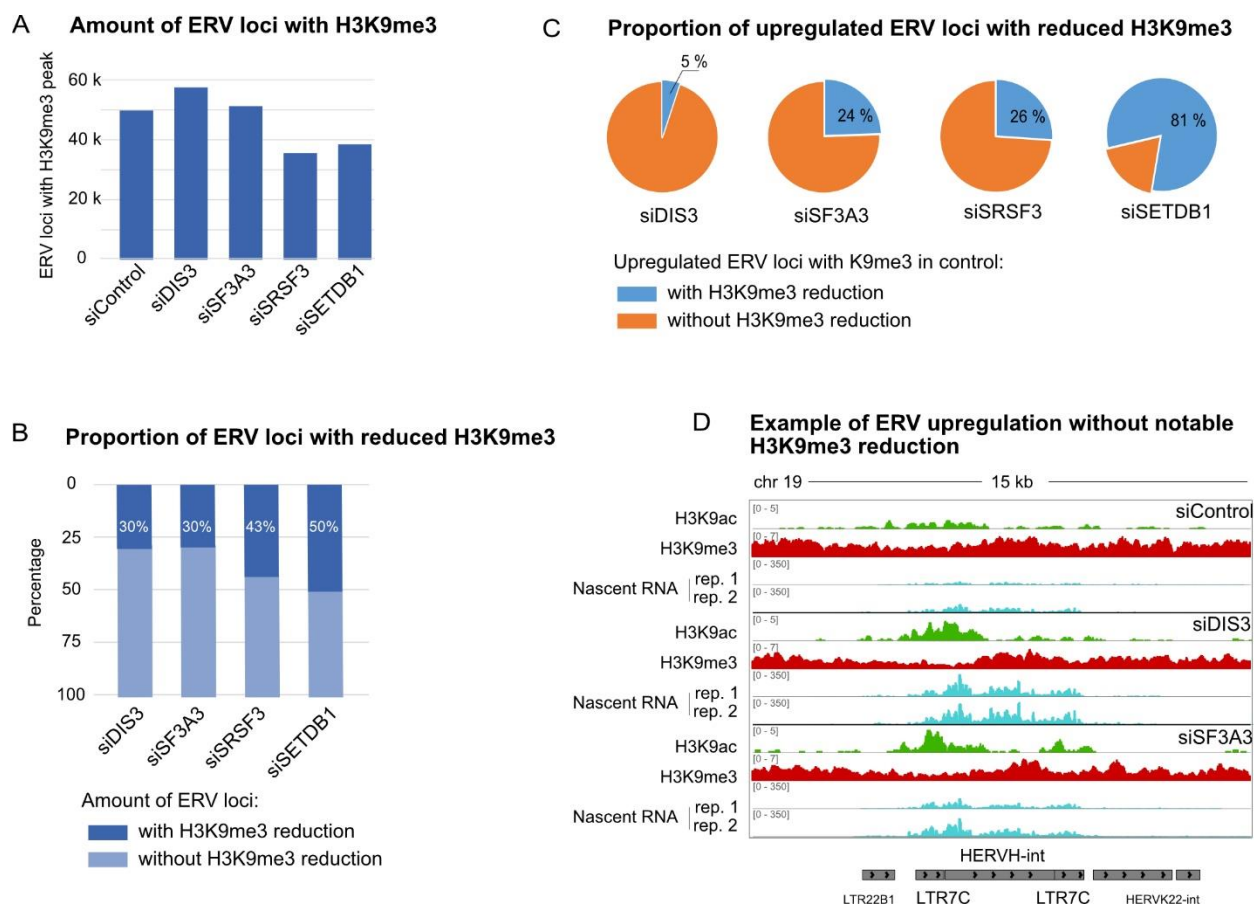 A Amount of ERV loci with H3K9me3
ERV loci with H3K9me3 peak
60 k
40 k
20 k
0
siControl
siDIS3
siSF3A3
siSRSF3
siSETDB1
B Proportion of ERV loci with reduced H3K9me3
Percentage
0
25
50
75
100
30%
30%
43%
50%
siDIS3
siSF3A3
siSRSF3
siSETDB1
Amount of ERV loci:
with H3K9me3 reduction
without H3K9me3 reduction
C Proportion of upregulated ERV loci with reduced H3K9me3
5 %
24 %
26 %
81 %
siDIS3
siSF3A3
siSRSF3
siSETDB1
Upregulated ERV loci with K9me3 in control:
with H3K9me3 reduction
without H3K9me3 reduction
D Example of ERV upregulation without notable
H3K9me3 reduction
chr 19 15 kb
siControl
H3K9ac [0 - 5]
H3K9me3 [0 - 7]
Nascent RNA rep. 1 [0 - 350]
rep. 2 [0 - 350]
siDIS3
H3K9ac [0 - 5]
H3K9me3 [0 - 7]
Nascent RNA rep. 1 [0 - 350]
rep. 2 [0 - 350]
siSF3A3
H3K9ac [0 - 5]
H3K9me3 [0 - 7]
Nascent RNA rep. 1 [0 - 350]
rep. 2 [0 - 350]
HERVH-int
LTR22B1 LTR7C LTR7C HERVK22-int